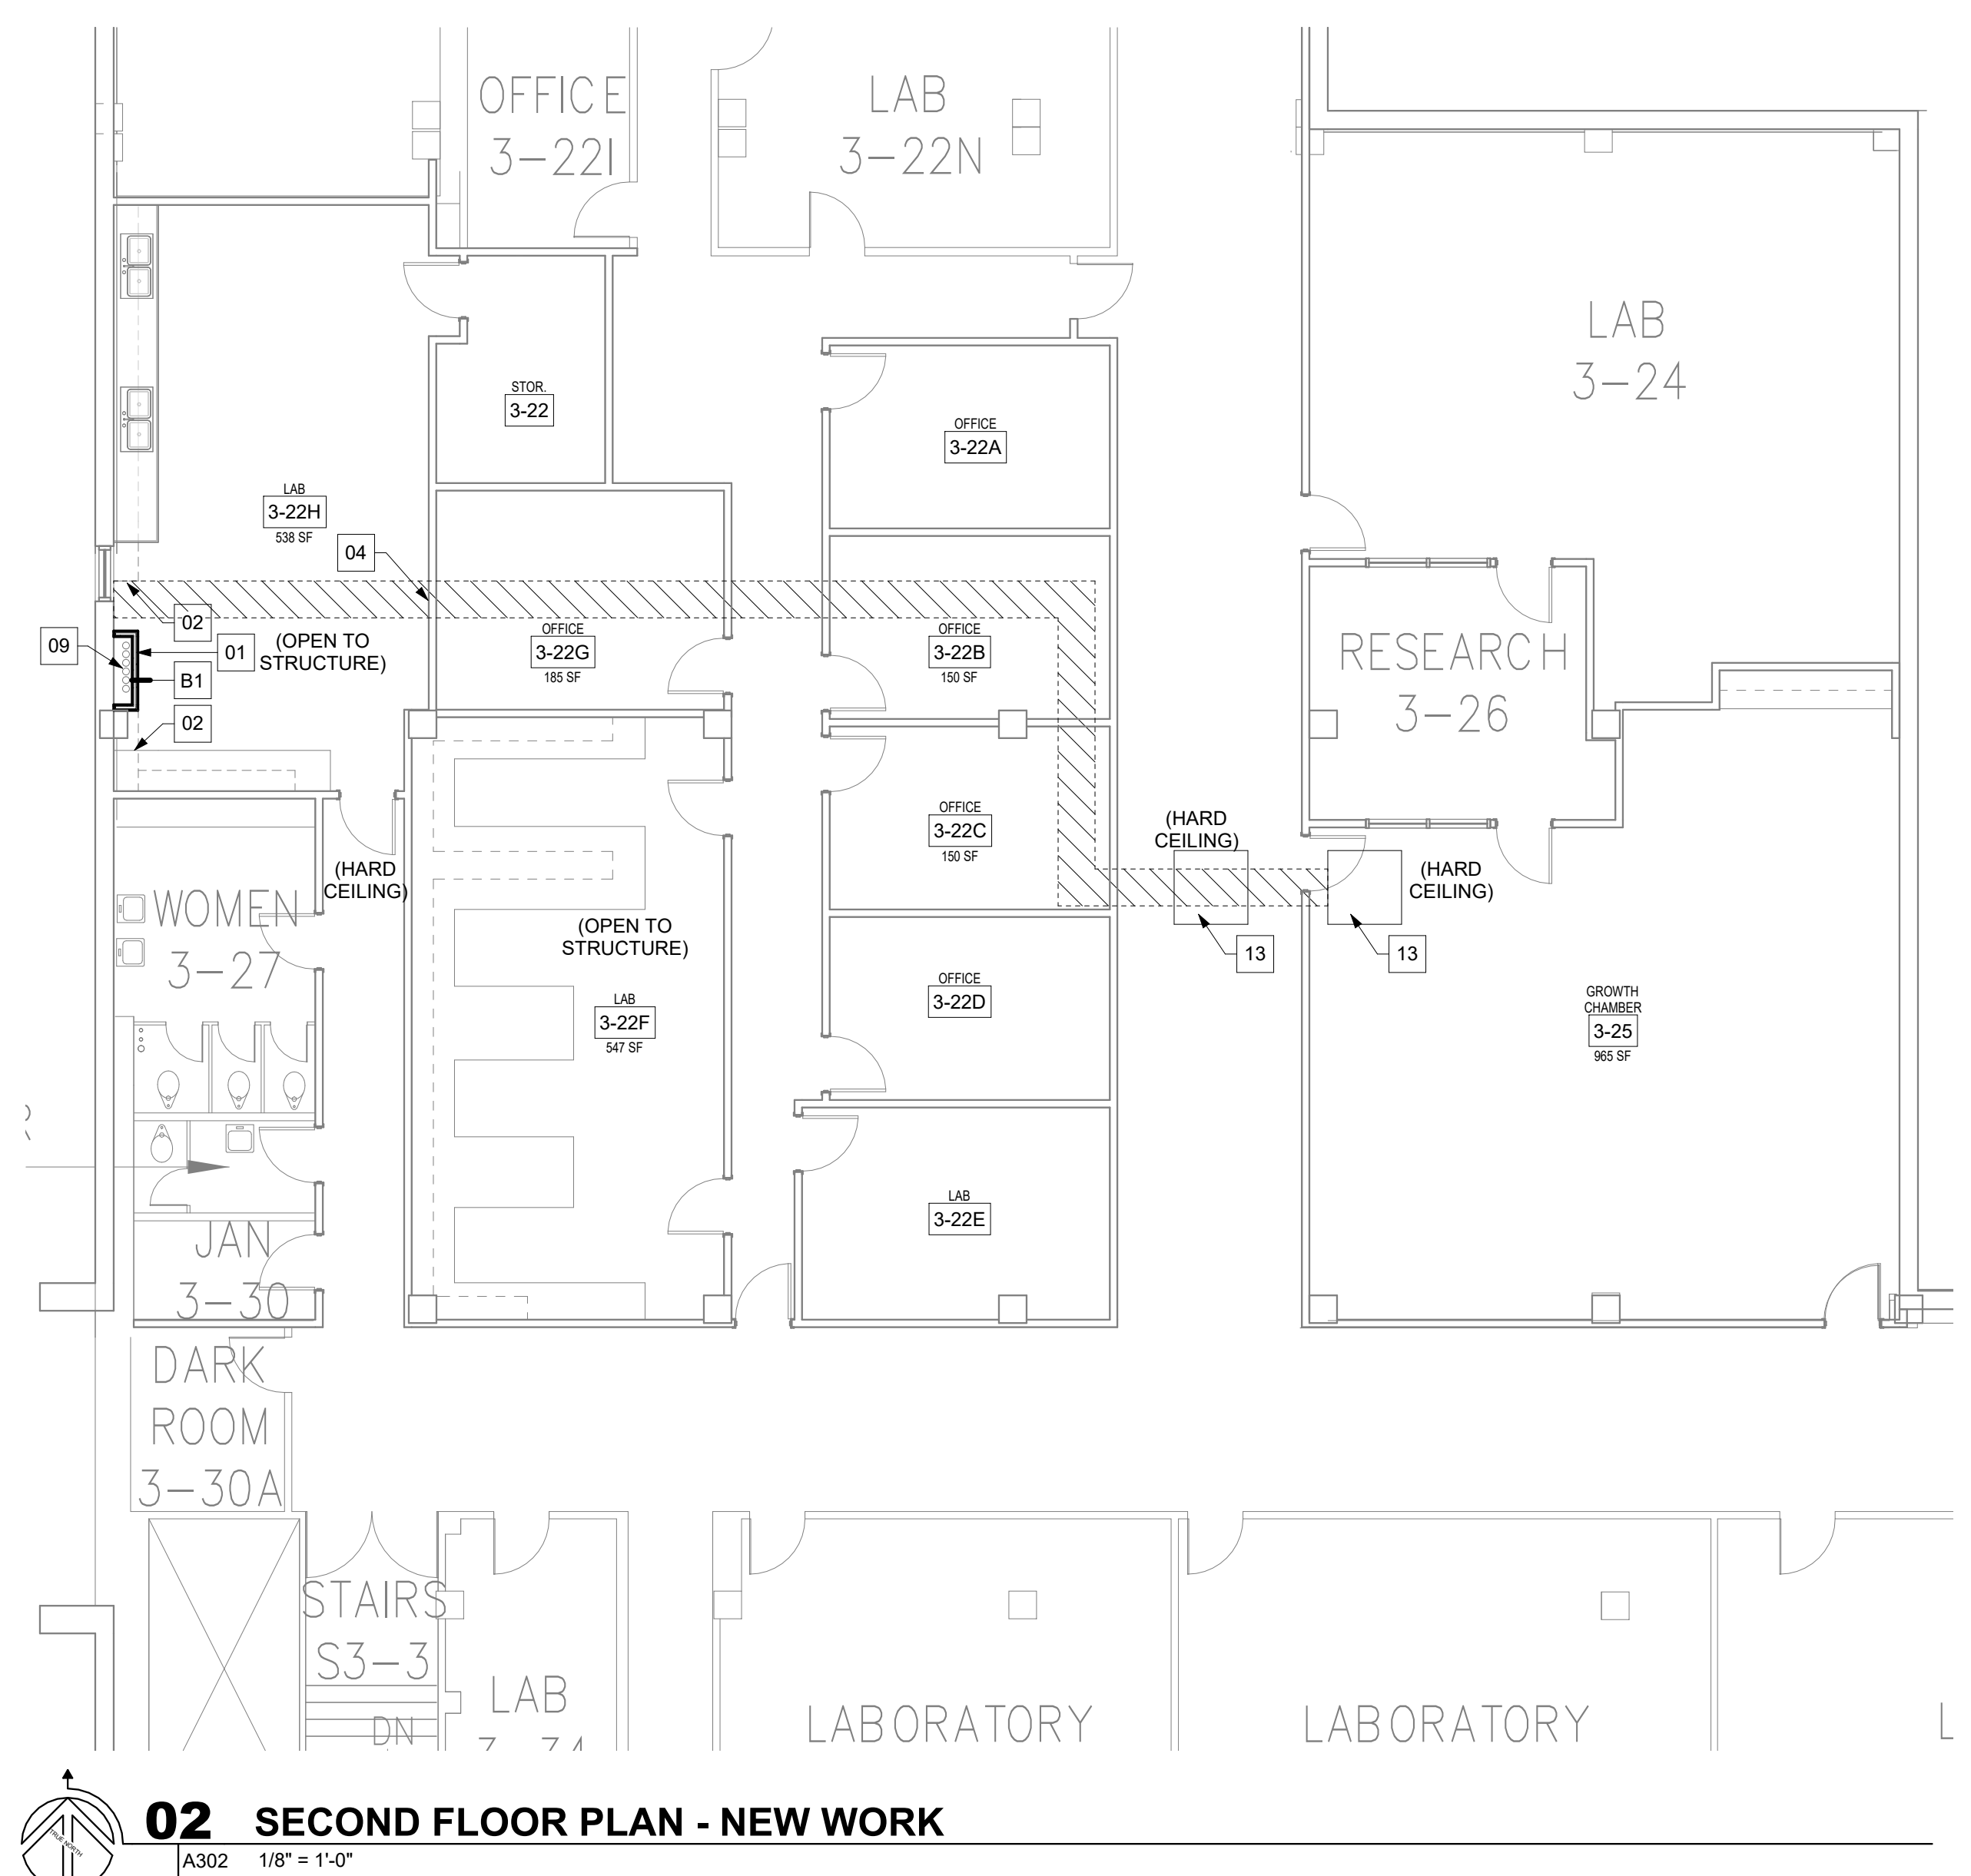 OFFICE
3-22I
LAB
3-22N
LAB
3-24
STOR.
3-22
OFFICE
3-22A
LAB
3-22H
538 SF
04
02
09
01
(OPEN TO
STRUCTURE)
B1
02
OFFICE
3-22G
185 SF
OFFICE
3-22B
150 SF
RESEARCH
3-26
OFFICE
3-22C
150 SF
(HARD
CEILING)
(HARD
CEILING)
(HARD
CEILING)
13
13
WOMEN
3-27
(OPEN TO
STRUCTURE)
LAB
3-22F
547 SF
OFFICE
3-22D
GROWTH
CHAMBER
3-25
965 SF
LAB
3-22E
JAN
3-30
DARK
ROOM
3-30A
STAIRS
S3-3
DN
LAB
LABORATORY
LABORATORY
TRUE NORTH
02 SECOND FLOOR PLAN - NEW WORK
A302 1/8" = 1'-0"